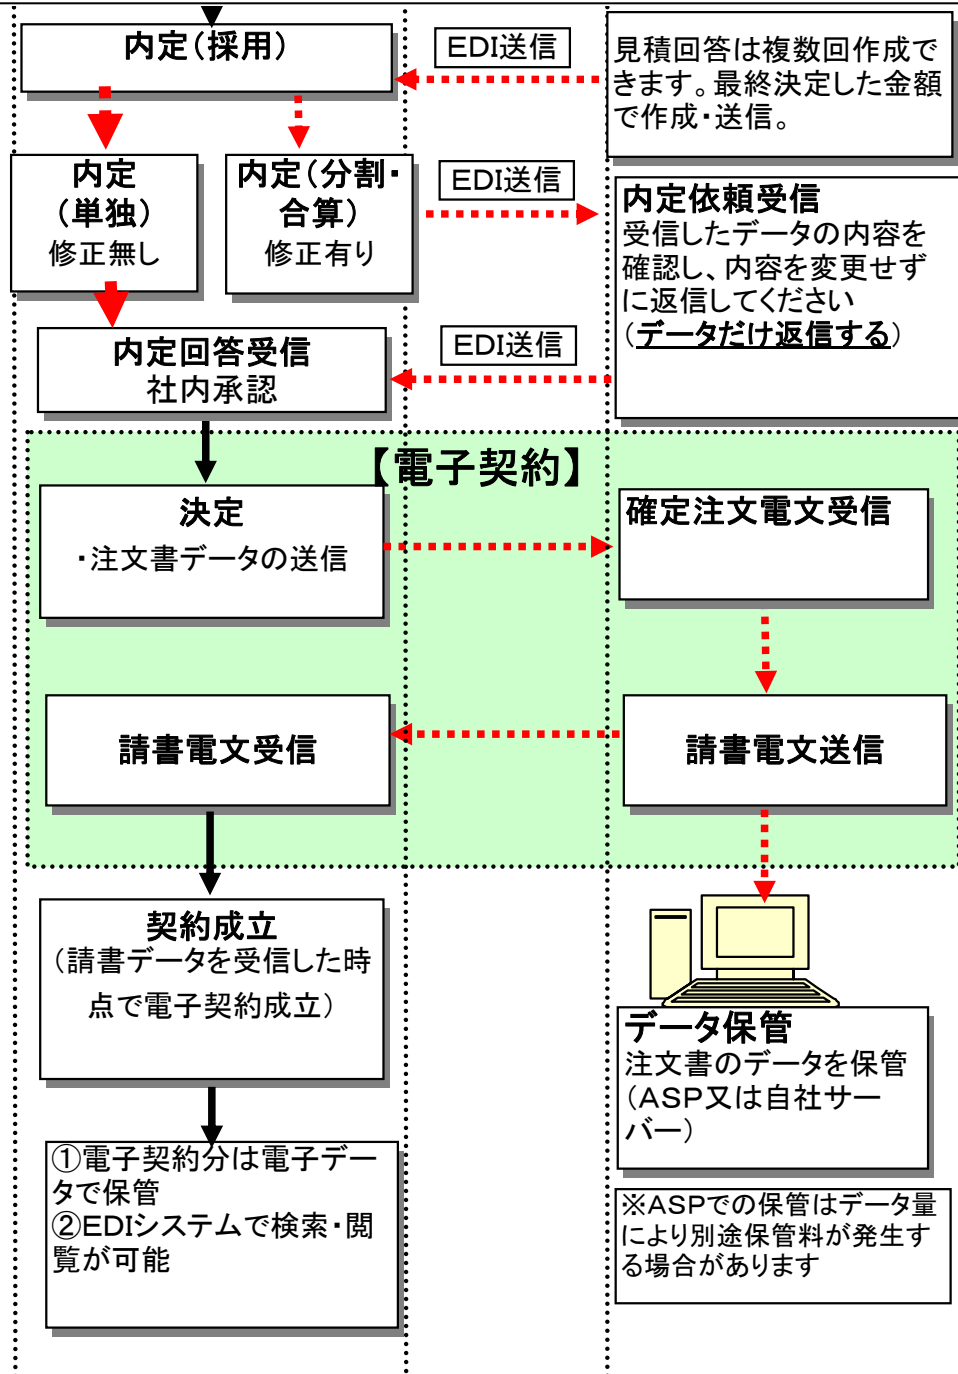 内定(採用)
EDI送信
見積回答は複数回作成で
きます。最終決定した金額
で作成・送信。
内定
(単独)
修正無し
内定(分割・
合算)
修正有り
EDI送信
内定依頼受信
受信したデータの内容を
確認し、内容を変更せず
に返信してください
(データだけ返信する)
内定回答受信
社内承認
EDI送信
【電子契約】
決定
・注文書データの送信
確定注文電文受信
請書電文受信
請書電文送信
契約成立
(請書データを受信した時
点で電子契約成立)
データ保管
注文書のデータを保管
(ASP又は自社サー
バー)
①電子契約分は電子デー
タで保管
②EDIシステムで検索・閲
覧が可能
※ASPでの保管はデータ量
により別途保管料が発生す
る場合があります